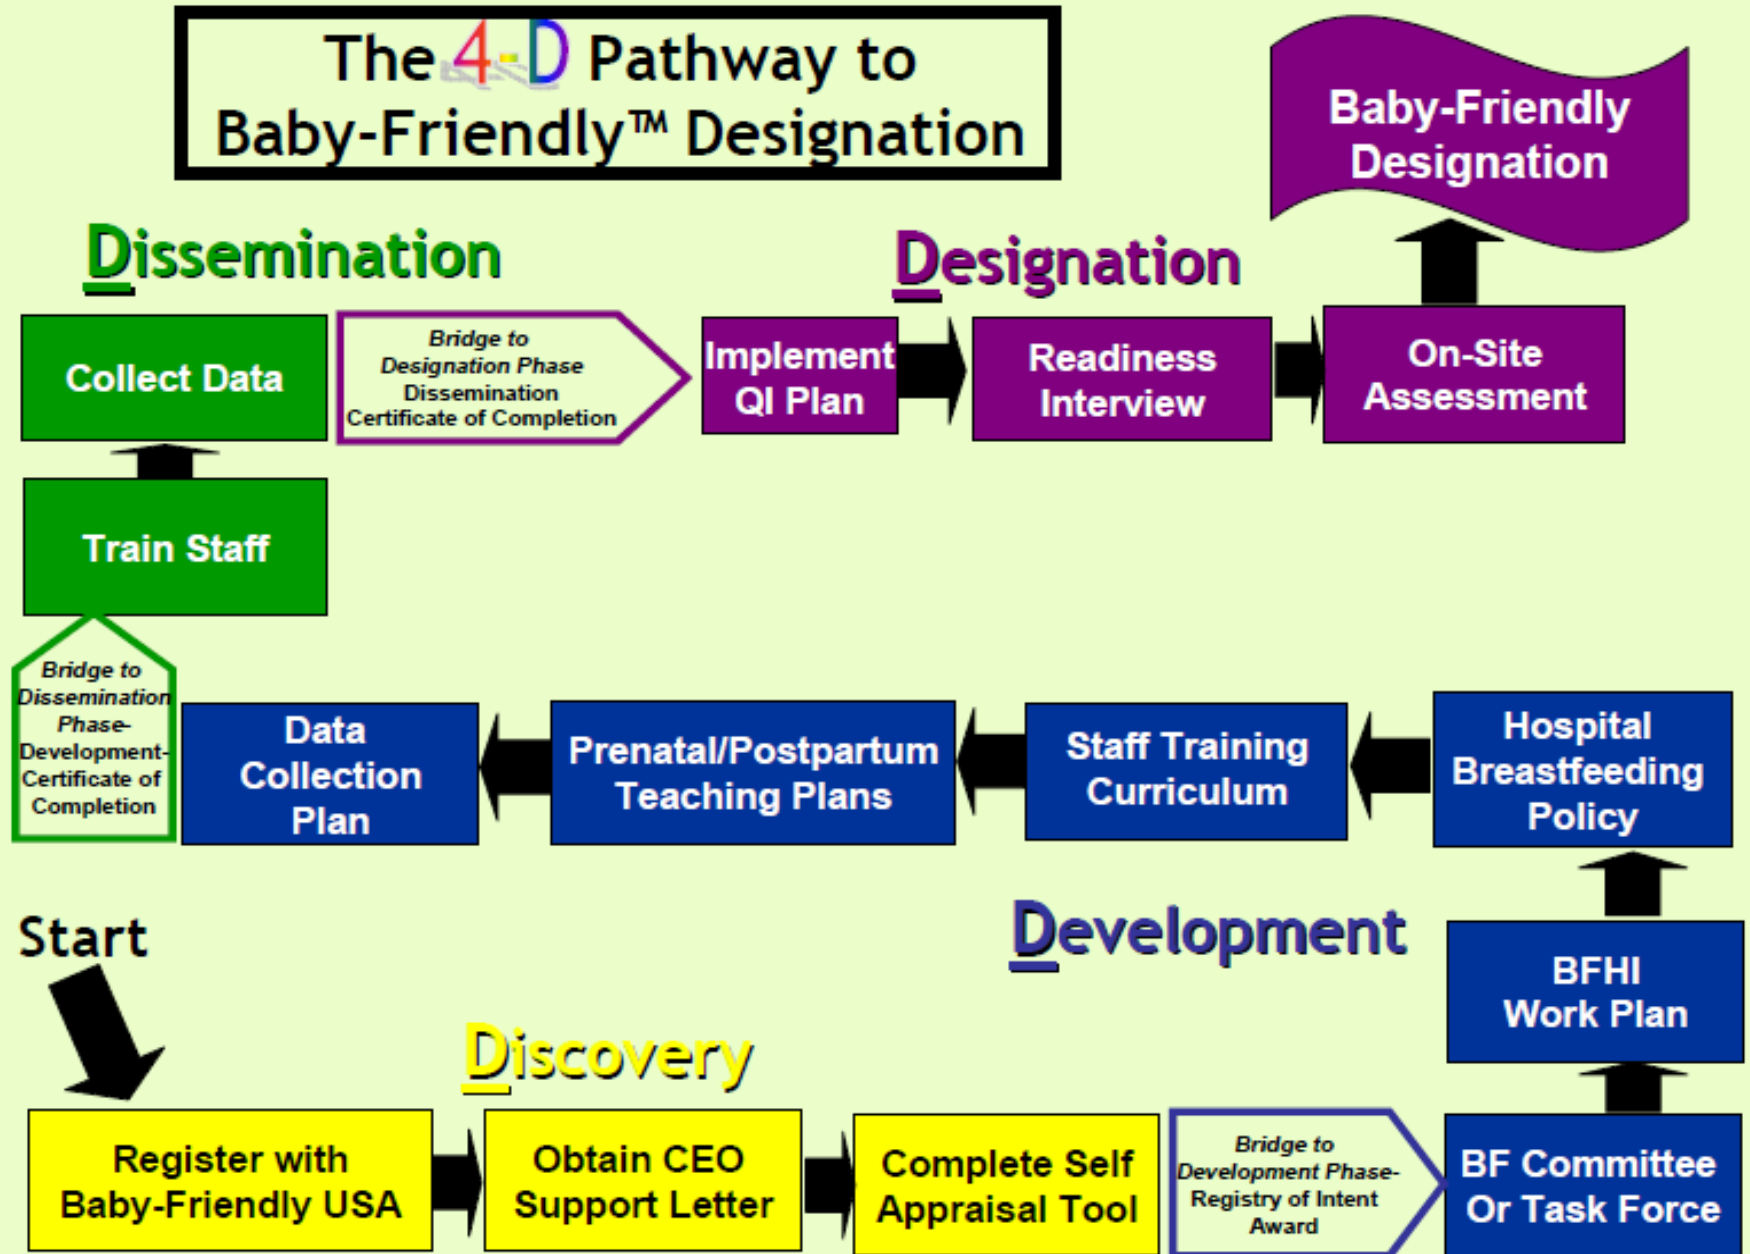 The 4-D Pathway to
Baby-Friendly™ Designation
Baby-Friendly
Designation
Dissemination
Designation
Collect Data
Bridge to
Designation Phase
Dissemination
Certificate of Completion
Implement
QI Plan
Readiness
Interview
On-Site
Assessment
Train Staff
Bridge to
Dissemination
Phase-
Development-
Certificate of
Completion
Data
Collection
Plan
Prenatal/Postpartum
Teaching Plans
Staff Training
Curriculum
Hospital
Breastfeeding
Policy
Start
Development
BFHI
Work Plan
Discovery
Register with
Baby-Friendly USA
Obtain CEO
Support Letter
Complete Self
Appraisal Tool
Bridge to
Development Phase-
Registry of Intent
Award
BF Committee
Or Task Force